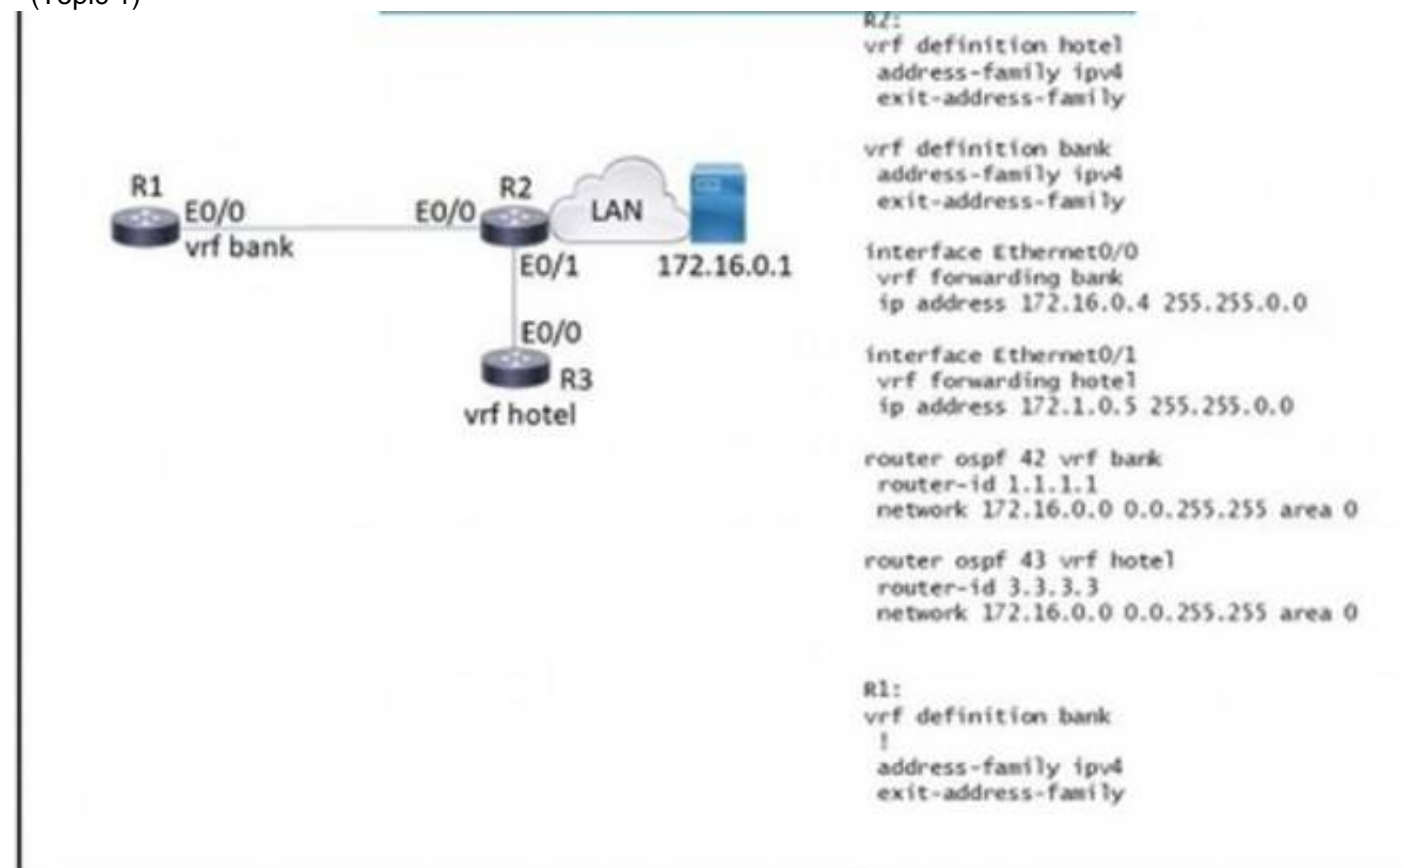 (Topic 1)
R1
E0/0
vrf bank
E0/0
R2
LAN
E0/1
172.16.0.1
E0/0
R3
vrf hotel
R2:
vrf definition hotel
address-family ipv4
exit-address-family
vrf definition bank
address-family ipv4
exit-address-family
interface Ethernet0/0
vrf forwarding bank
ip address 172.16.0.4 255.255.0.0
interface Ethernet0/1
vrf forwarding hotel
ip address 172.1.0.5 255.255.0.0
router ospf 42 vrf bank
router-id 1.1.1.1
network 172.16.0.0 0.0.255.255 area 0
router ospf 43 vrf hotel
router-id 3.3.3.3
network 172.16.0.0 0.0.255.255 area 0
R1:
vrf definition bank
!
address-family ipv4
exit-address-family